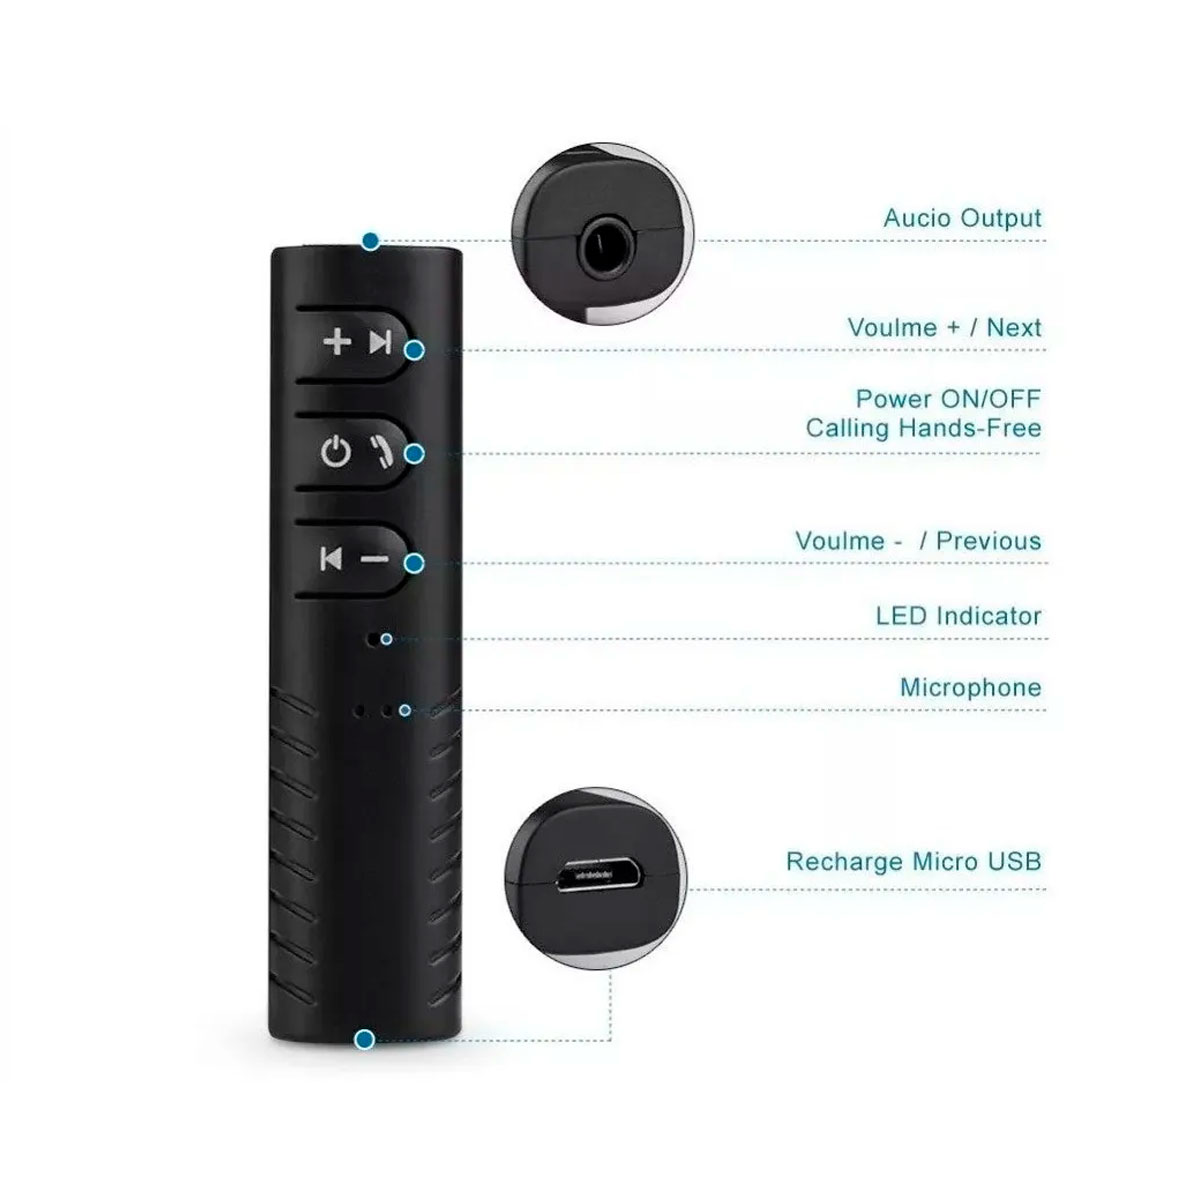 Aucio Output
Voulme + / Next
Power ON/OFF
Calling Hands-Free
Voulme - / Previous
LED Indicator
Microphone
Recharge Micro USB